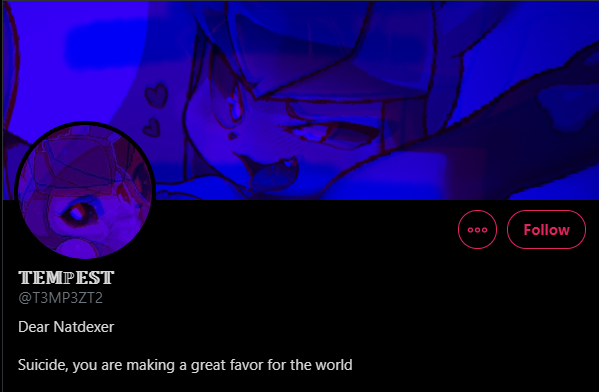 𝕋𝔼𝕄ℙ𝔼𝕊𝕋
@T3MP3ZT2
Follow
Dear Natdexer
Suicide, you are making a great favor for the world